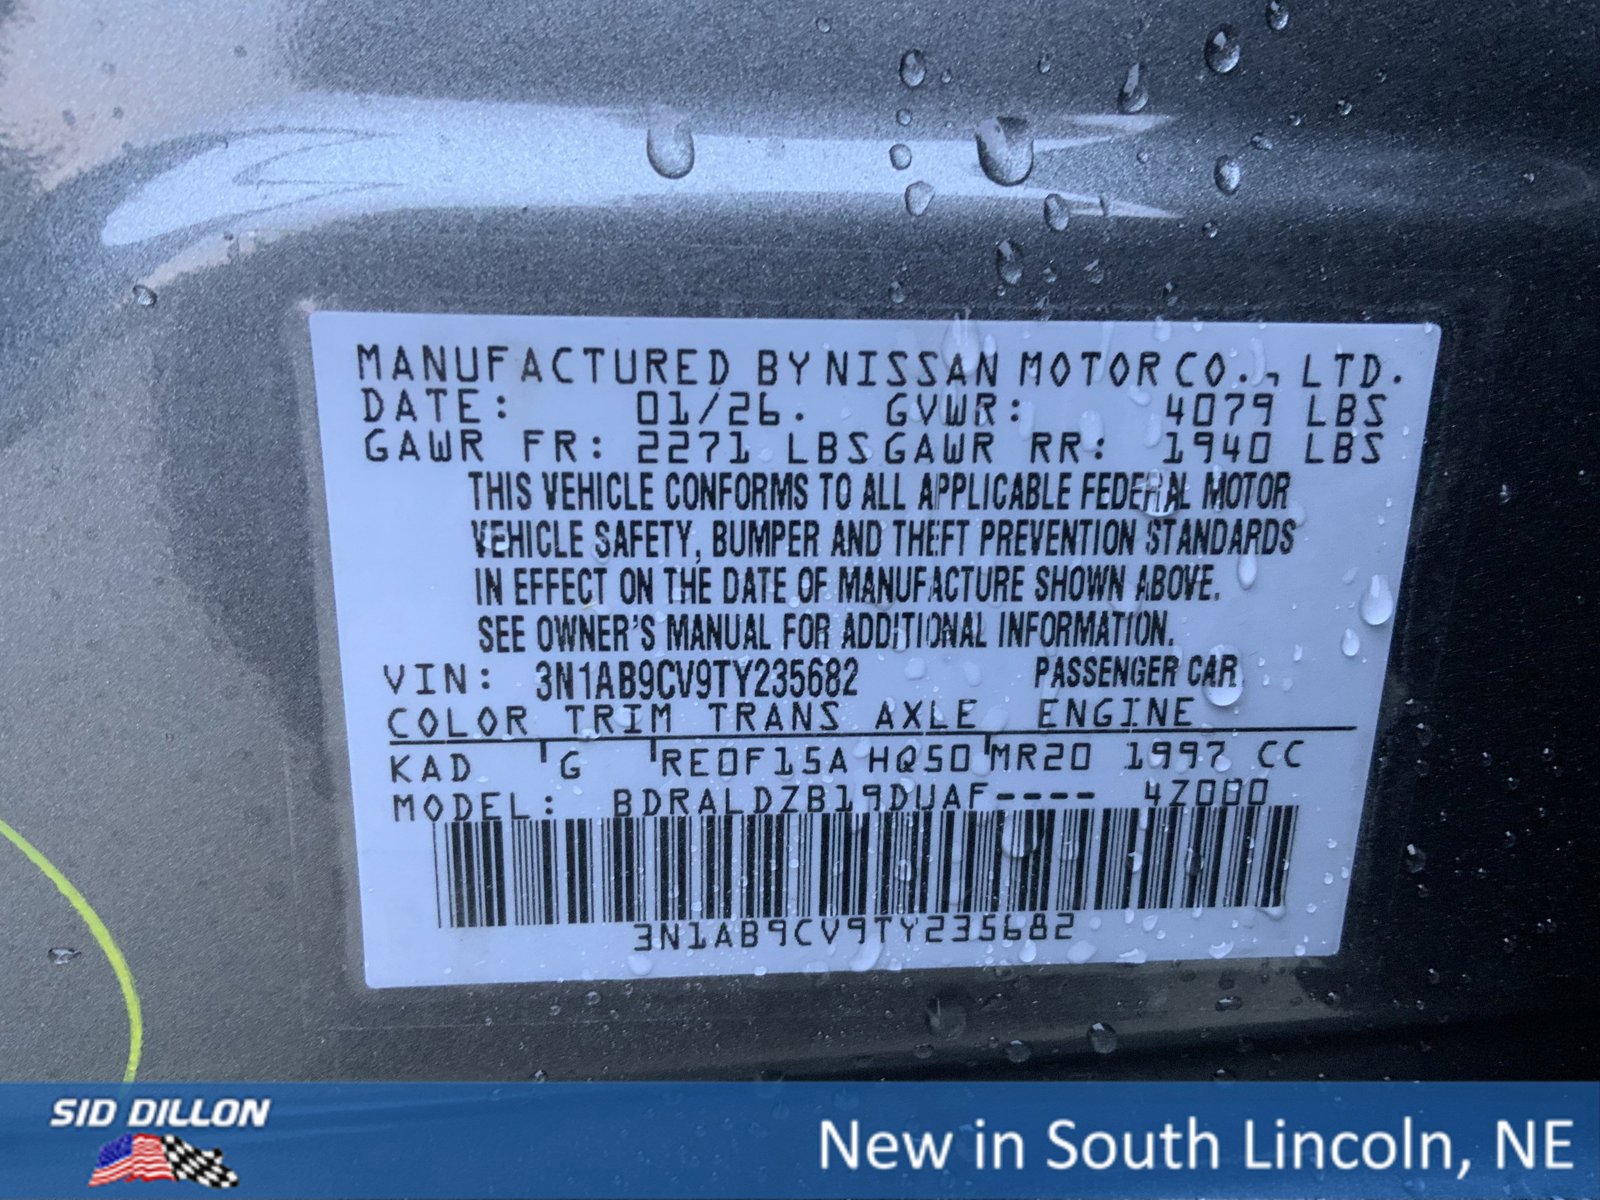 MANUFACTURED BY NISSAN MOTOR CO., LTD.
DATE: 01/26. GVWR: 4079 LBS
GAWR FR: 2271 LBS GAWR RR: 1940 LBS
THIS VEHICLE CONFORMS TO ALL APPLICABLE FEDERAL MOTOR
VEHICLE SAFETY, BUMPER AND THEFT PREVENTION STANDARDS
IN EFFECT ON THE DATE OF MANUFACTURE SHOWN ABOVE.
SEE OWNER'S MANUAL FOR ADDITIONAL INFORMATION.
VIN: 3N1AB9CV9TY235682 PASSENGER CAR
COLOR TRIM TRANS AXLE ENGINE
KAD G RE0F15A HQ50 MR20 1997 CC
MODEL: BDRALDZB19DUAF----
3N1AB9CV9TY235682
SID DILLON
New in South Lincoln, NE